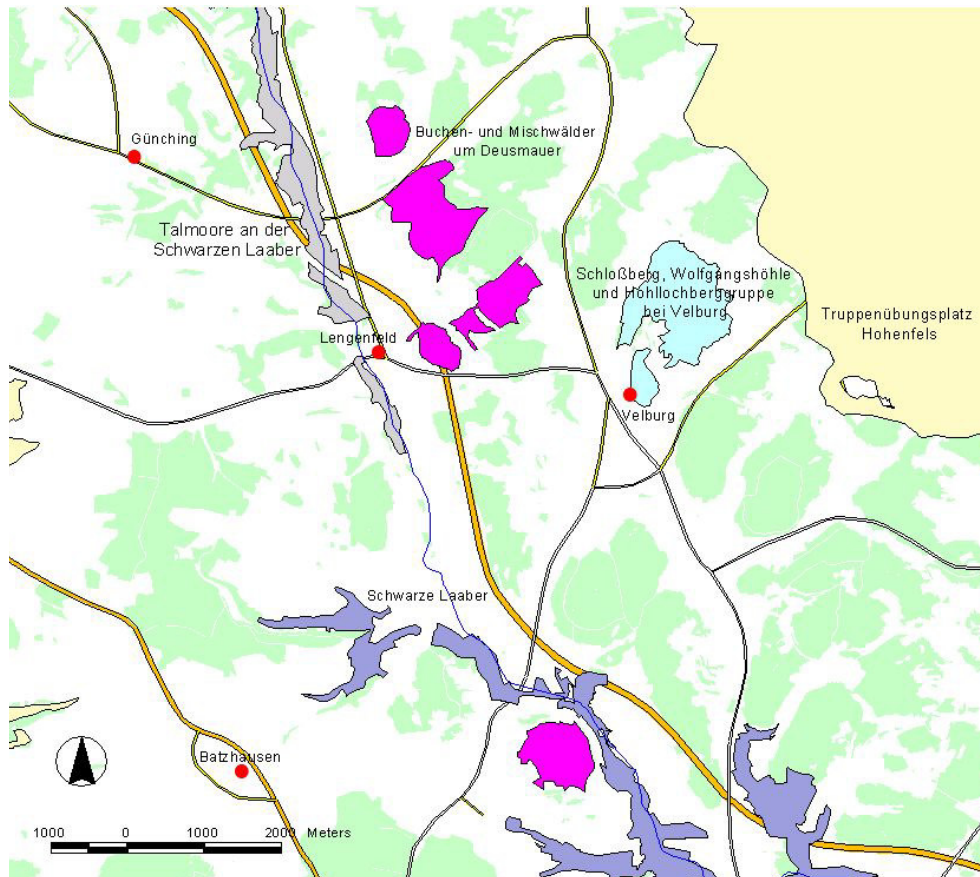 Günching
Buchen- und Mischwälder
um Deusmauer
Talmoore an der
Schwarzen Laaber
Schloßberg, Wolfgangshöhle
und Höhllochberggruppe
bei Velburg
Truppenübungsplatz
Hohenfels
Lengenfeld
Velburg
Schwarze Laaber
Batzhausen
1000 0 1000 2000 Meters